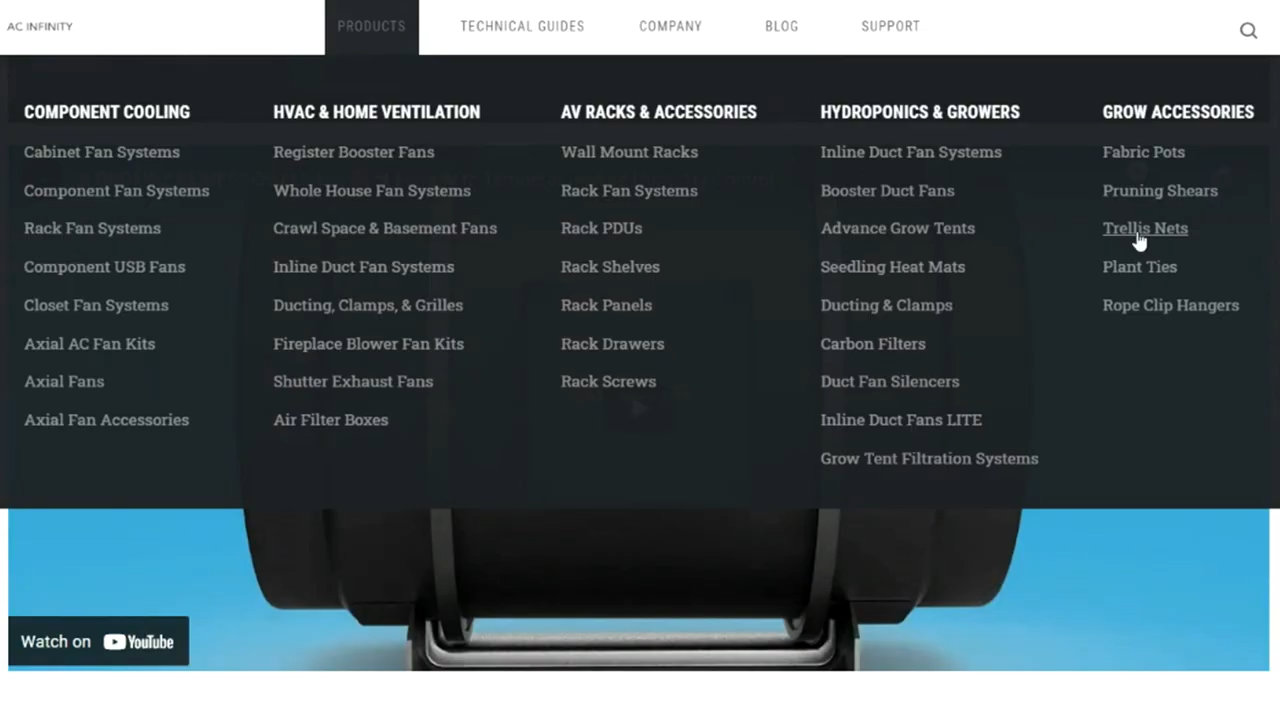 AC INFINITY
PRODUCTS
TECHNICAL GUIDES
COMPANY
BLOG
SUPPORT
COMPONENT COOLING
Cabinet Fan Systems
Component Fan Systems
Rack Fan Systems
Component USB Fans
Closet Fan Systems
Axial AC Fan Kits
Axial Fans
Axial Fan Accessories
HVAC & HOME VENTILATION
Register Booster Fans
Whole House Fan Systems
Crawl Space & Basement Fans
Inline Duct Fan Systems
Ducting, Clamps, & Grilles
Fireplace Blower Fan Kits
Shutter Exhaust Fans
Air Filter Boxes
AV RACKS & ACCESSORIES
Wall Mount Racks
Rack Fan Systems
Rack PDUs
Rack Shelves
Rack Panels
Rack Drawers
Rack Screws
HYDROPONICS & GROWERS
Inline Duct Fan Systems
Booster Duct Fans
Advance Grow Tents
Seedling Heat Mats
Ducting & Clamps
Carbon Filters
Duct Fan Silencers
Inline Duct Fans LITE
Grow Tent Filtration Systems
GROW ACCESSORIES
Fabric Pots
Pruning Shears
Trellis Nets
Plant Ties
Rope Clip Hangers
Watch on YouTube